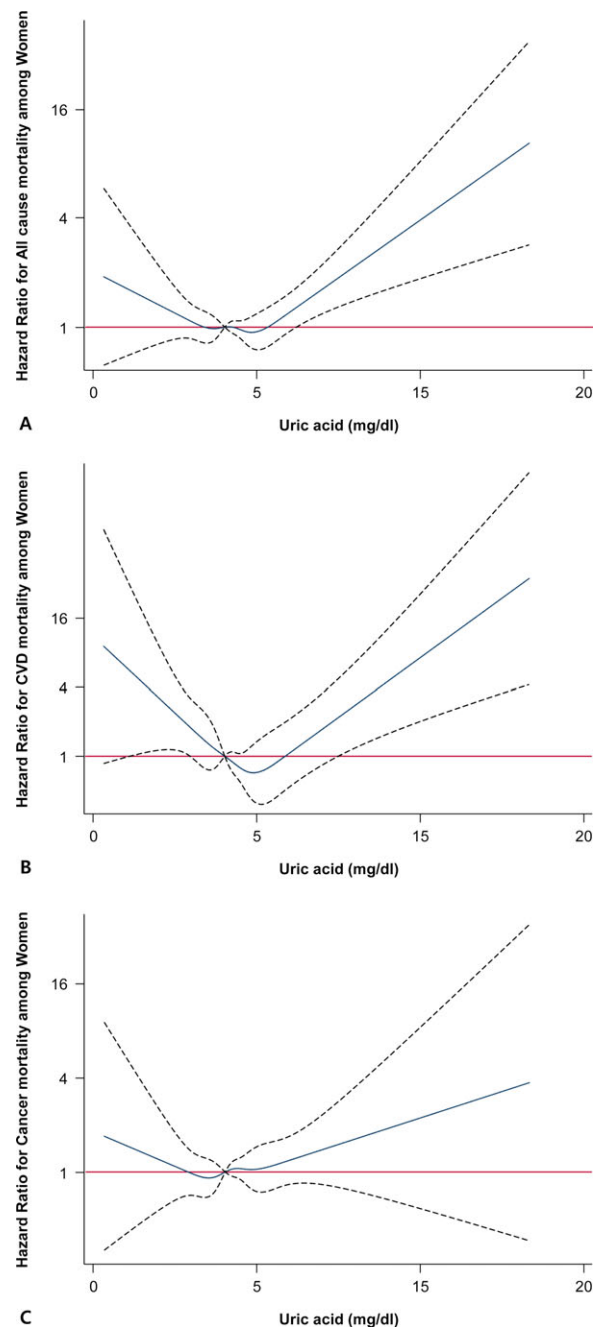 Hazard Ratio for All cause mortality among Women
16
4
1
0
5
15
20
Uric acid (mg/dl)
A
Hazard Ratio for CVD mortality among Women
16
4
1
0
5
15
20
Uric acid (mg/dl)
B
Hazard Ratio for Cancer mortality among Women
16
4
1
0
5
15
20
Uric acid (mg/dl)
C